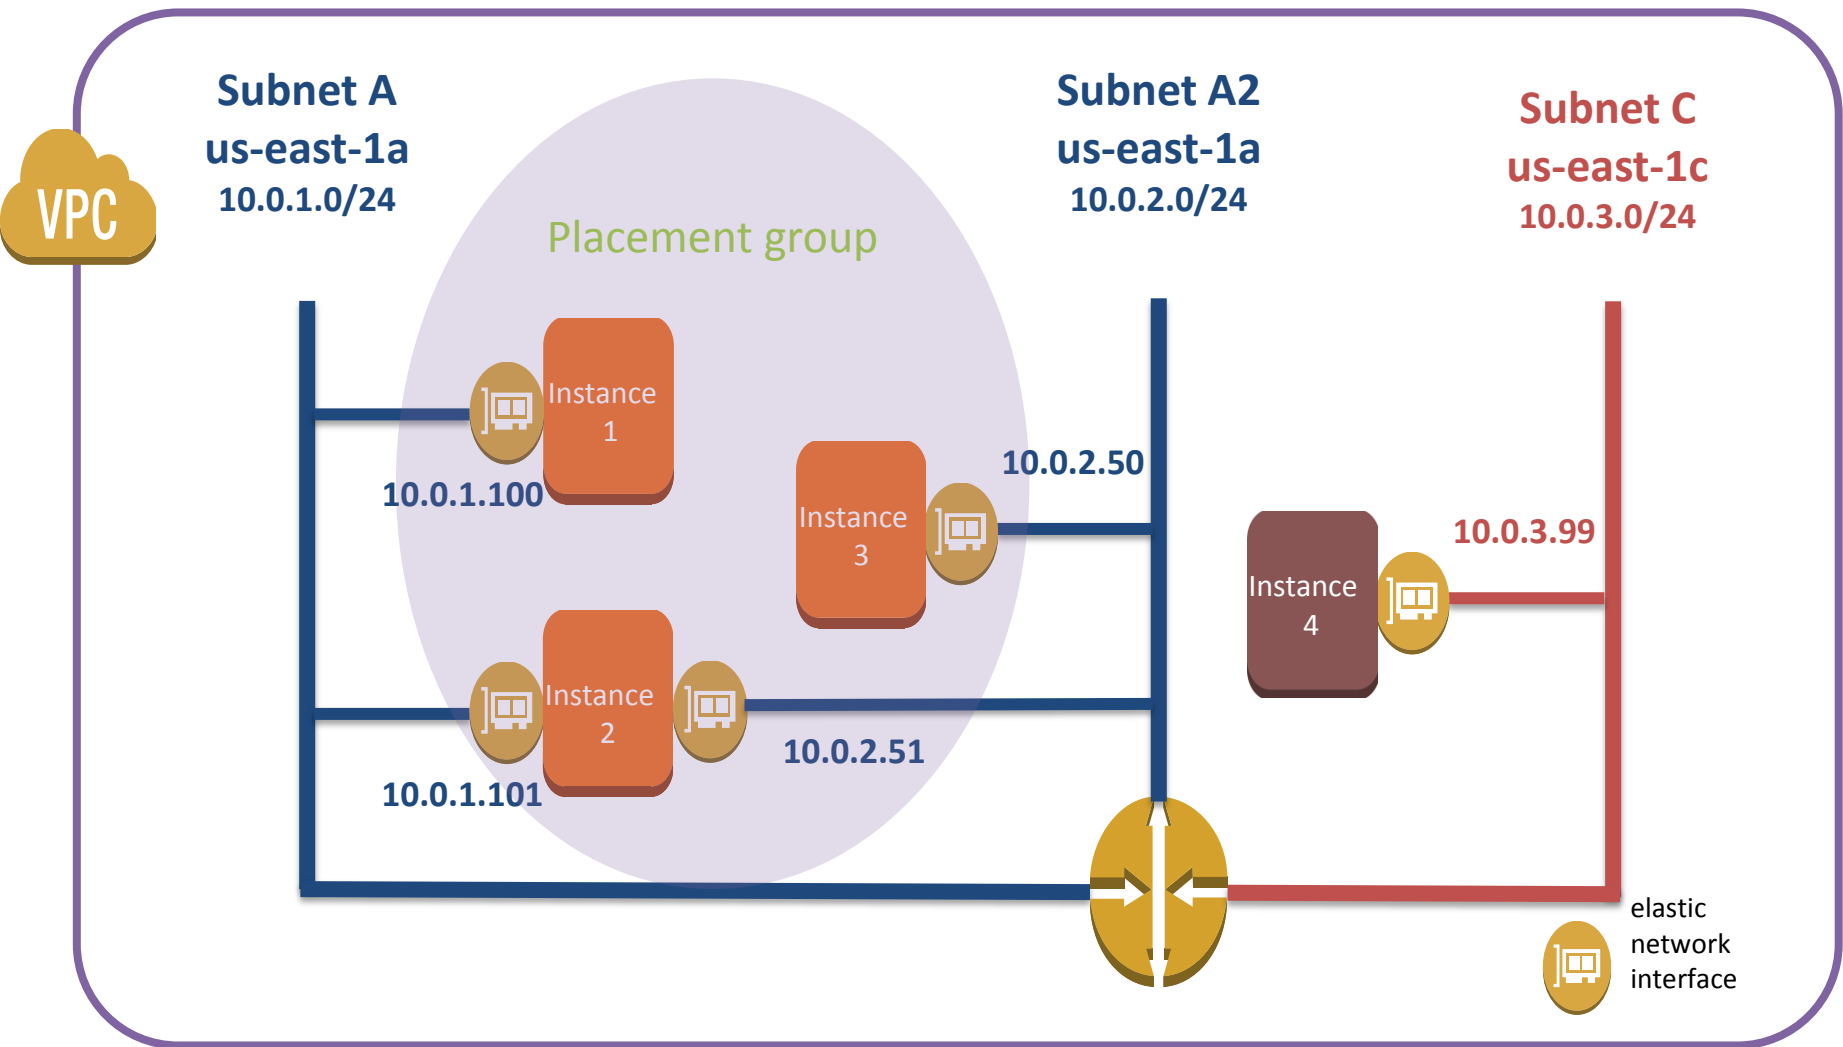 Subnet A
us-east-1a
10.0.1.0/24
Subnet A2
us-east-1a
10.0.2.0/24
Subnet C
us-east-1c
10.0.3.0/24
VPC
Placement group
Instance
1
10.0.1.100
10.0.2.50
Instance
3
10.0.3.99
Instance
4
Instance
2
10.0.2.51
10.0.1.101
elastic
network
interface